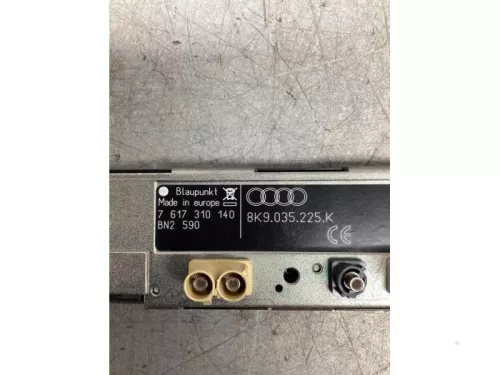 Blaupunkt
Made in europe
7 617 310 140
BN2 590
8K9.035.225.K
CE